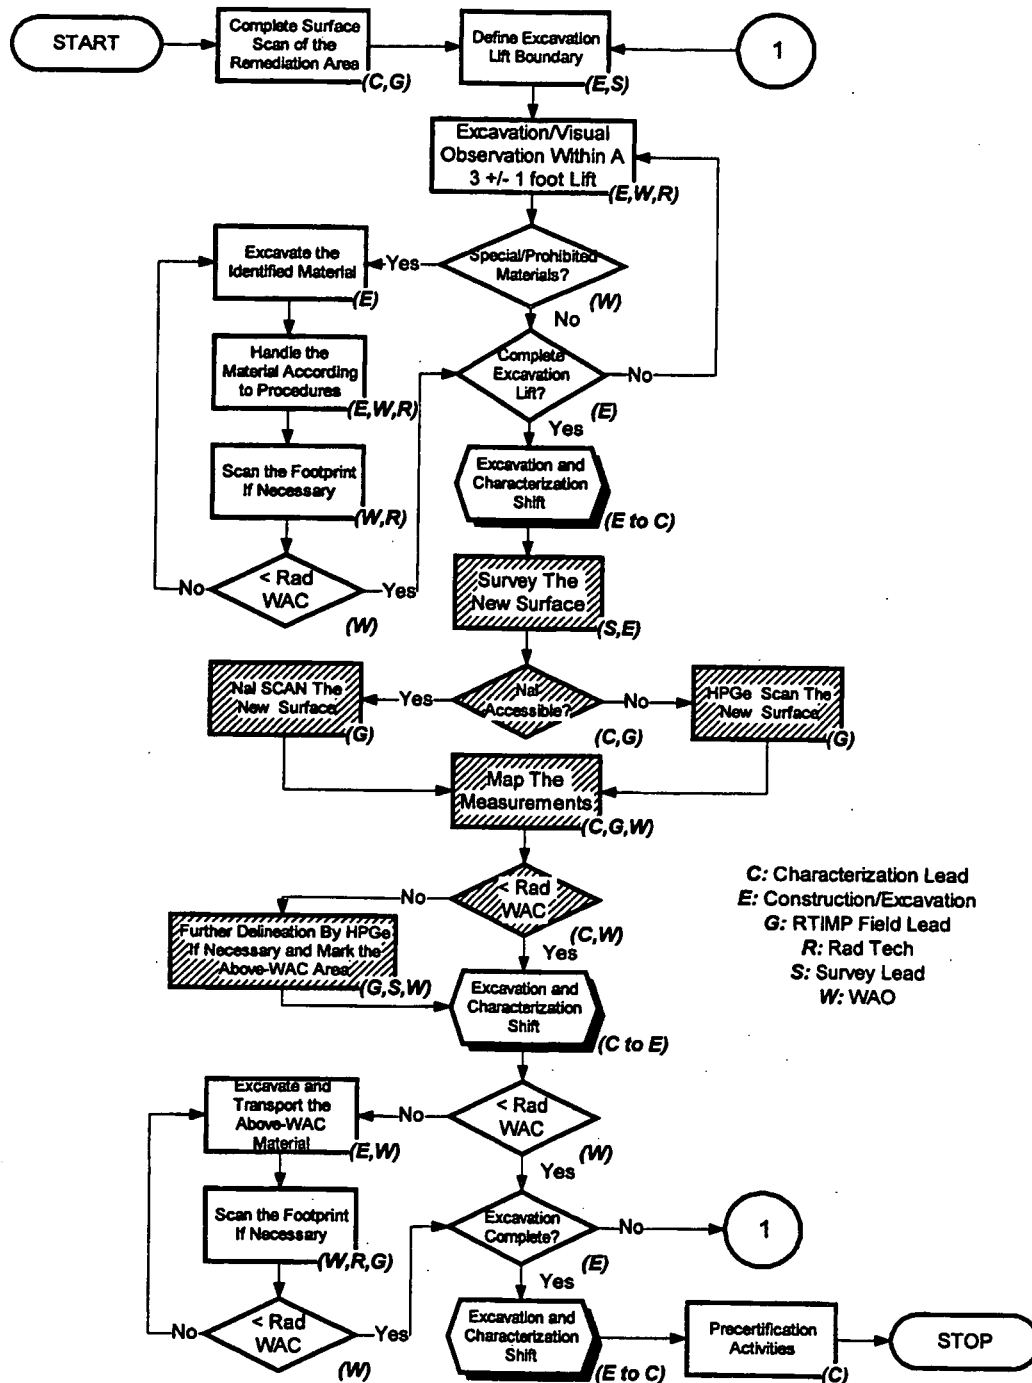 START
Complete Surface
Scan of the
Remediation Area
(C,G)
Define Excavation
Lift Boundary
(E,S)
1
Excavation/Visual
Observation Within A
3 +/- 1 foot Lift
(E,W,R)
Special/Prohibited
Materials?
(W)
Yes
No
Excavate the
Identified Material
(E)
Handle the
Material According
to Procedures
(E,W,R)
Scan the Footprint
If Necessary
(W,R)
< Rad
WAC
(W)
No
Yes
Complete
Excavation
Lift?
(E)
No
Yes
Excavation and
Characterization
Shift
(E to C)
Survey The
New Surface
(S,E)
NaI
Accessible?
(C,G)
Yes
No
NaI SCAN The
New Surface
(G)
HPGe Scan The
New Surface
(G)
Map The
Measurements
(C,G,W)
< Rad
WAC
(C,W)
No
Yes
Further Delineation By HPGe
If Necessary and Mark the
Above-WAC Area
(G,S,W)
Excavation and
Characterization
Shift
(C to E)
C: Characterization Lead
E: Construction/Excavation
G: RTIMP Field Lead
R: Rad Tech
S: Survey Lead
W: WAO
< Rad
WAC
(W)
No
Yes
Excavate and
Transport the
Above-WAC
Material
(E,W)
Scan the Footprint
If Necessary
(W,R,G)
< Rad
WAC
(W)
No
Yes
Excavation
Complete?
(E)
No
1
Yes
Excavation and
Characterization
Shift
(E to C)
Precertification
Activities
(C)
STOP